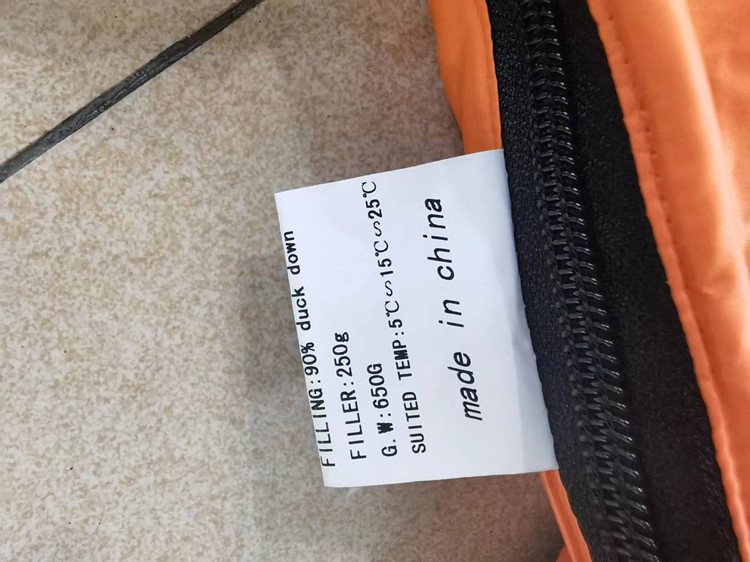 FILLING:90% duck down
FILLER:250g
G.W:650G
SUITED TEMP:5℃∽15℃∽25℃
made in china